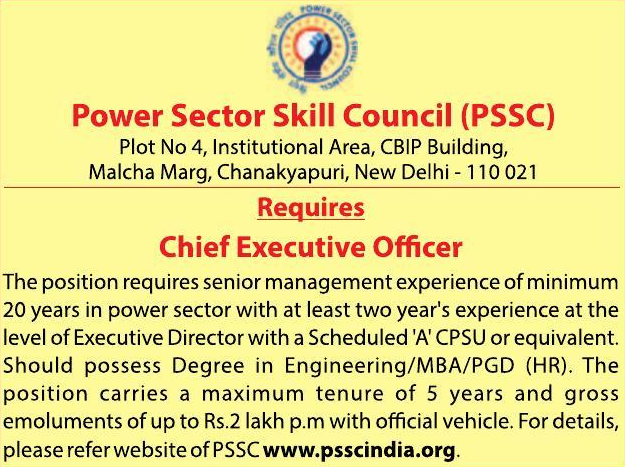 POWER SECTOR SKILL COUNCIL
Power Sector Skill Council (PSSC)
Plot No 4, Institutional Area, CBIP Building,
Malcha Marg, Chanakyapuri, New Delhi - 110 021
Requires
Chief Executive Officer
The position requires senior management experience of minimum
20 years in power sector with at least two year's experience at the
level of Executive Director with a Scheduled 'A' CPSU or equivalent.
Should possess Degree in Engineering/MBA/PGD (HR). The
position carries a maximum tenure of 5 years and gross
emoluments of up to Rs.2 lakh p.m with official vehicle. For details,
please refer website of PSSC www.psscindia.org.